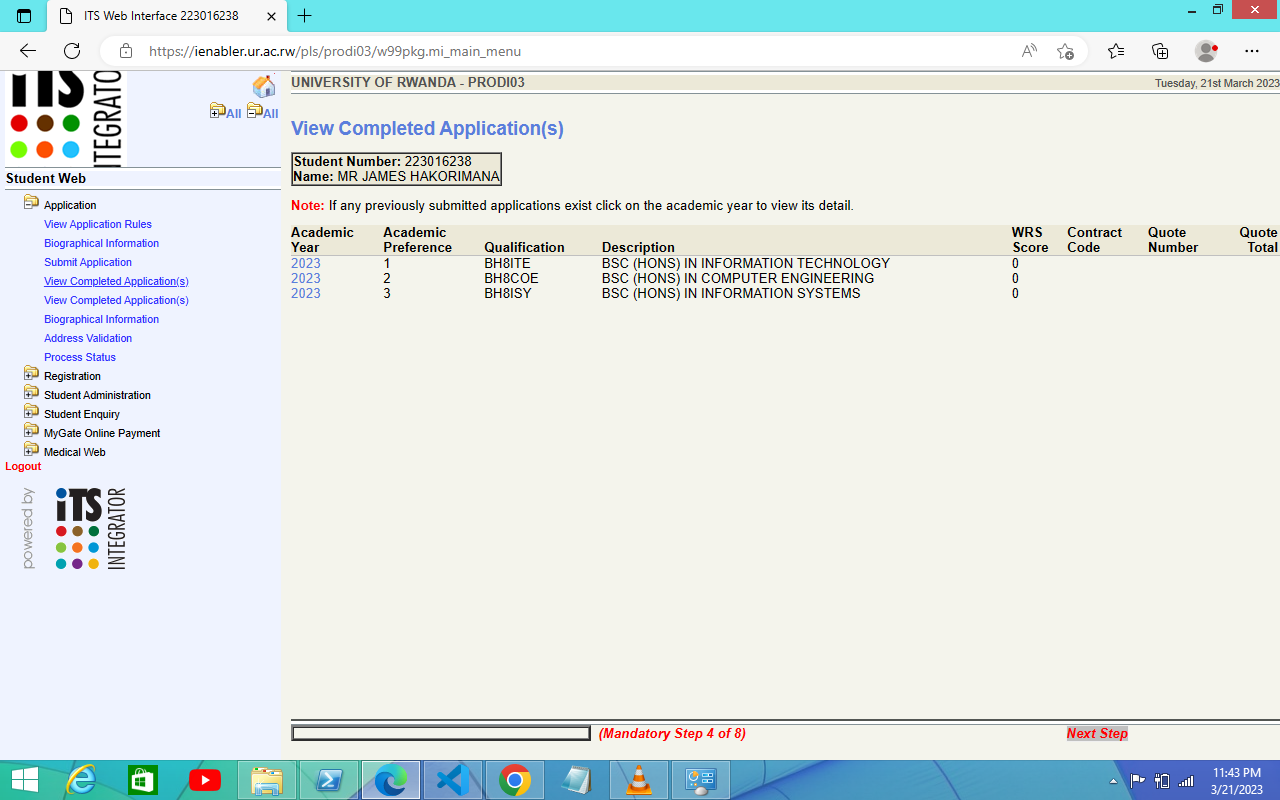 ITS Web Interface 223016238
https://ienabler.ur.ac.rw/pls/prodi03/w99pkg.mi_main_menu
iTS INTEGRATOR
All All
UNIVERSITY OF RWANDA - PRODI03 Tuesday, 21st March 2023
Student Web
Application
View Application Rules
Biographical Information
Submit Application
View Completed Application(s)
View Completed Application(s)
Biographical Information
Address Validation
Process Status
Registration
Student Administration
Student Enquiry
MyGate Online Payment
Medical Web
Logout
powered by iTS INTEGRATOR
View Completed Application(s)
Student Number: 223016238
Name: MR JAMES HAKORIMANA
Note: If any previously submitted applications exist click on the academic year to view its detail.
Academic Year Academic Preference Qualification Description WRS Score Contract Code Quote Number Quote Total
2023 1 BH8ITE BSC (HONS) IN INFORMATION TECHNOLOGY 0
2023 2 BH8COE BSC (HONS) IN COMPUTER ENGINEERING 0
2023 3 BH8ISY BSC (HONS) IN INFORMATION SYSTEMS 0
(Mandatory Step 4 of 8) Next Step
11:43 PM
3/21/2023